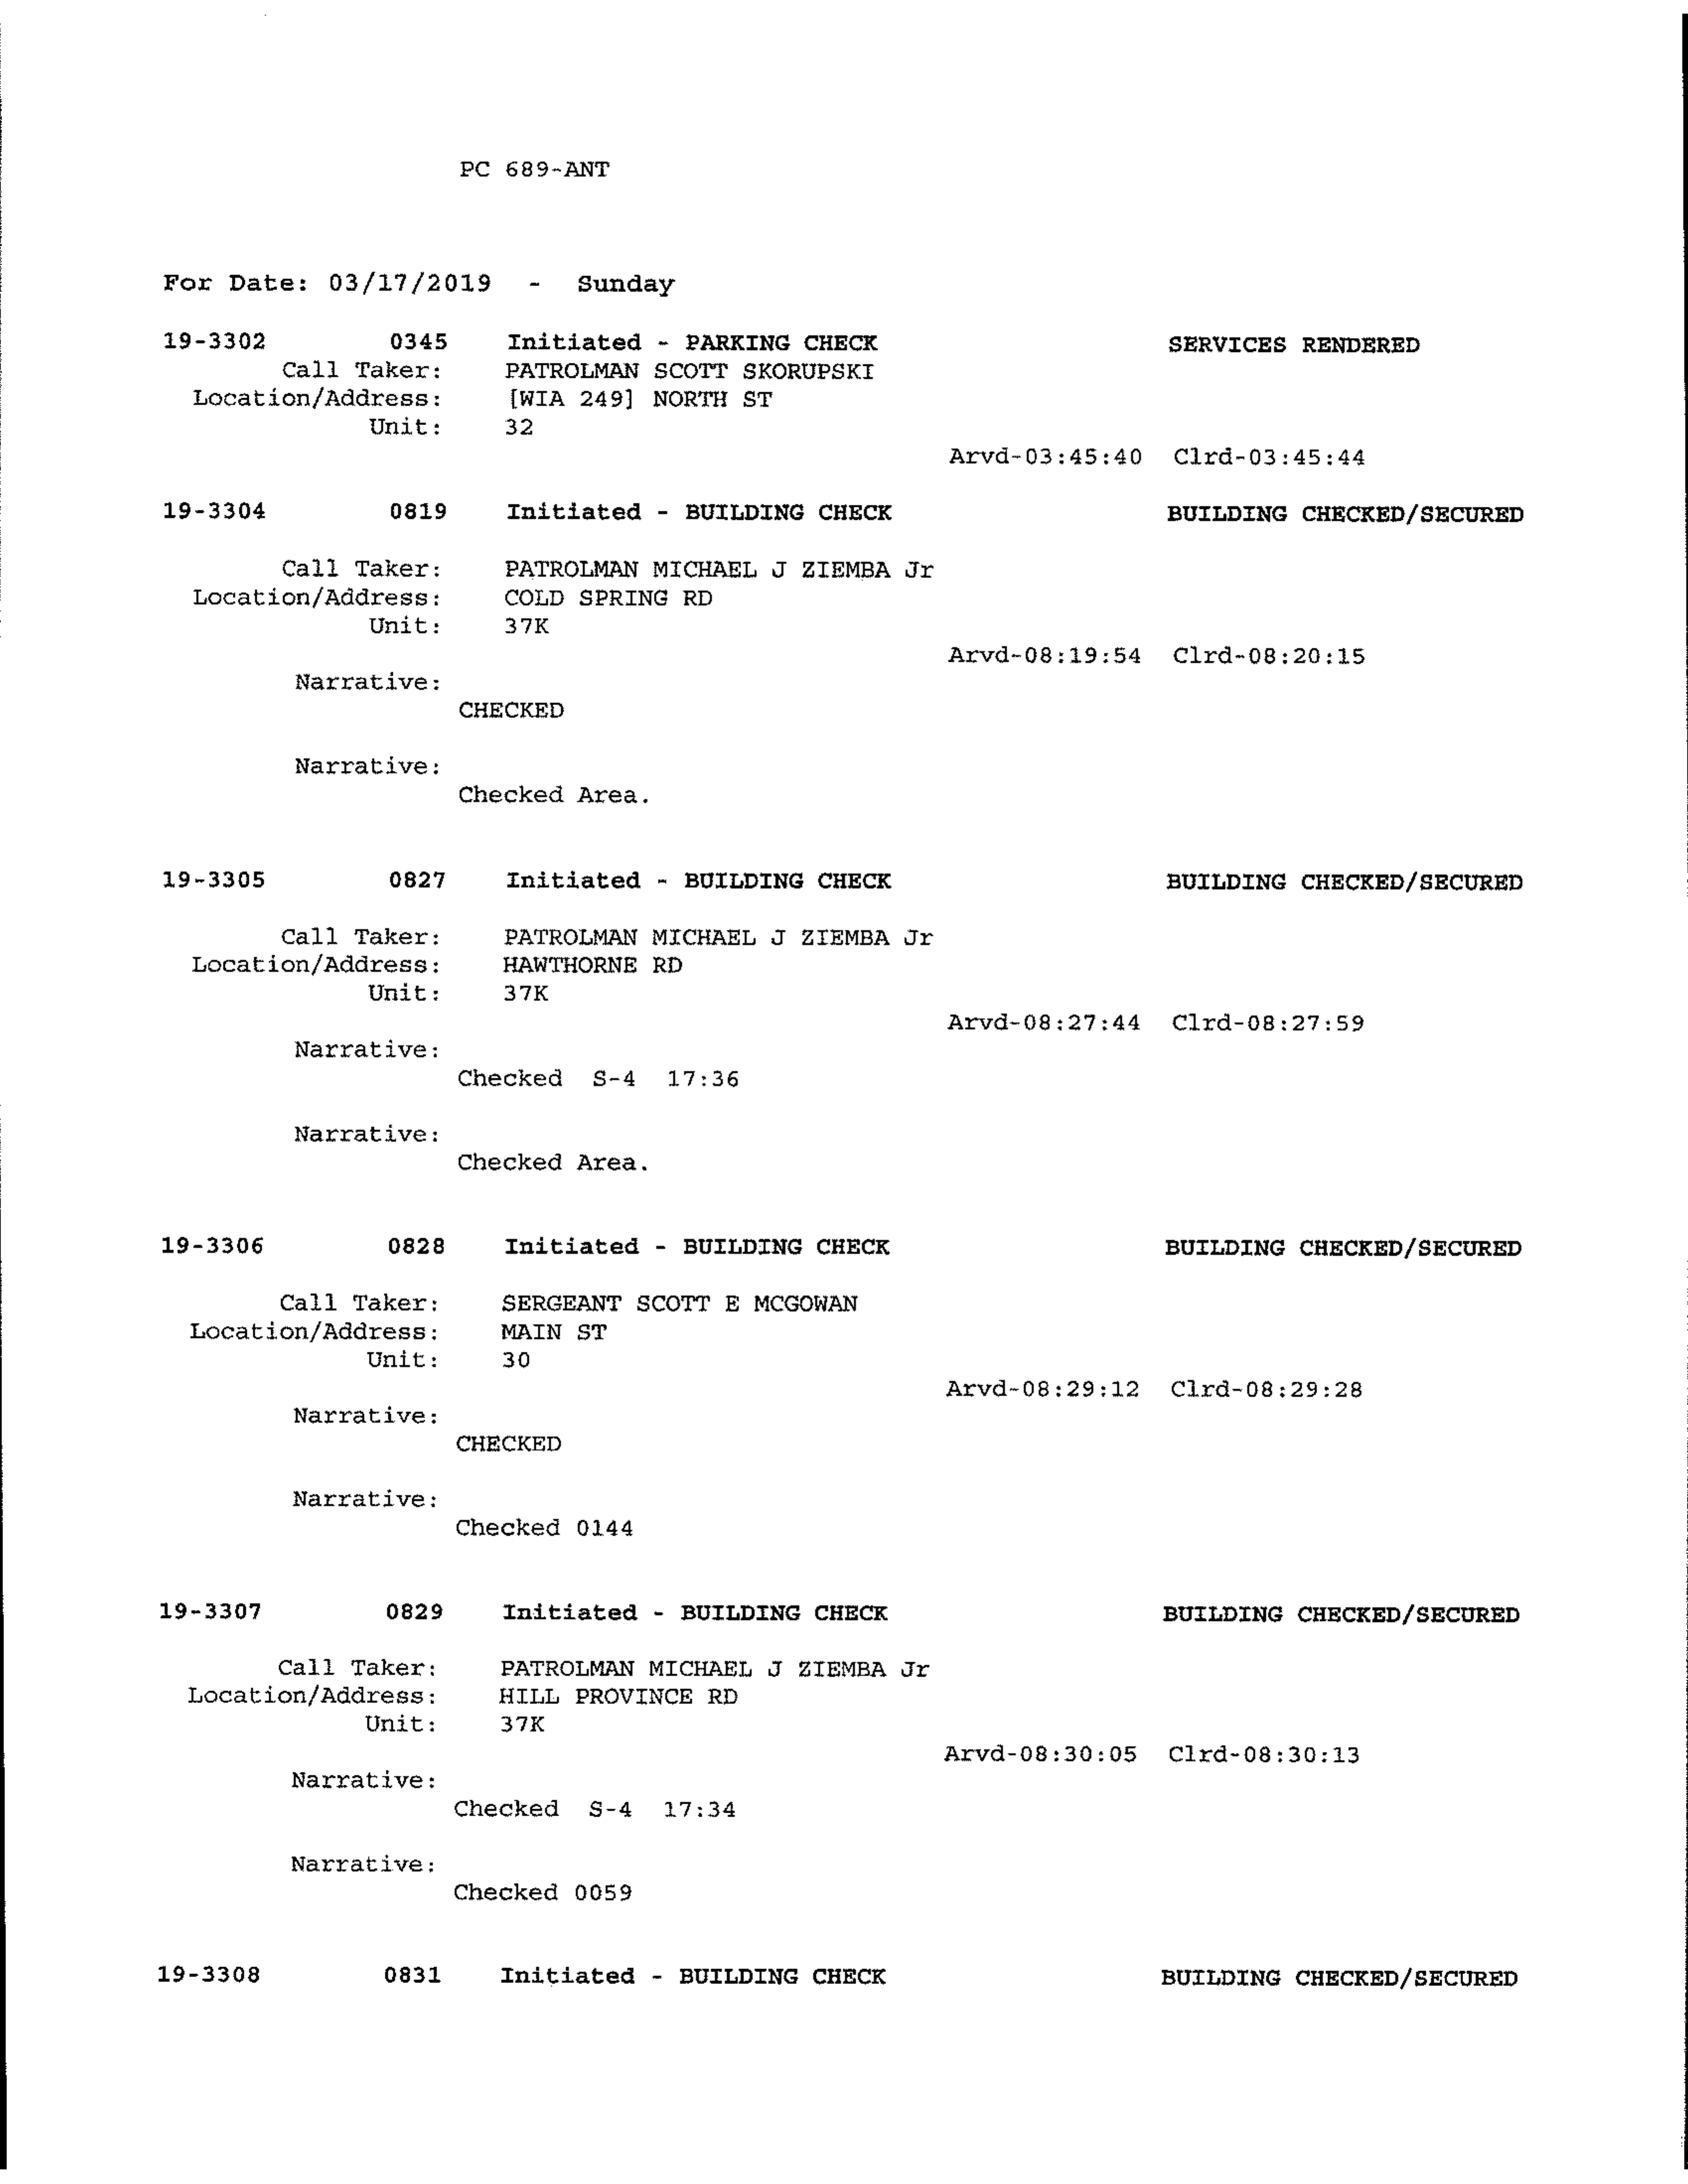 PC 689-ANT
For Date: 03/17/2019 - Sunday
19-3302 0345 Initiated - PARKING CHECK SERVICES RENDERED
Call Taker: PATROLMAN SCOTT SKORUPSKI
Location/Address: [WIA 249] NORTH ST
Unit: 32
Arvd-03:45:40 Clrd-03:45:44
19-3304 0819 Initiated - BUILDING CHECK BUILDING CHECKED/SECURED
Call Taker: PATROLMAN MICHAEL J ZIEMBA Jr
Location/Address: COLD SPRING RD
Unit: 37K
Arvd-08:19:54 Clrd-08:20:15
Narrative:
CHECKED
Narrative:
Checked Area.
19-3305 0827 Initiated - BUILDING CHECK BUILDING CHECKED/SECURED
Call Taker: PATROLMAN MICHAEL J ZIEMBA Jr
Location/Address: HAWTHORNE RD
Unit: 37K
Arvd-08:27:44 Clrd-08:27:59
Narrative:
Checked S-4 17:36
Narrative:
Checked Area.
19-3306 0828 Initiated - BUILDING CHECK BUILDING CHECKED/SECURED
Call Taker: SERGEANT SCOTT E MCGOWAN
Location/Address: MAIN ST
Unit: 30
Arvd-08:29:12 Clrd-08:29:28
Narrative:
CHECKED
Narrative:
Checked 0144
19-3307 0829 Initiated - BUILDING CHECK BUILDING CHECKED/SECURED
Call Taker: PATROLMAN MICHAEL J ZIEMBA Jr
Location/Address: HILL PROVINCE RD
Unit: 37K
Arvd-08:30:05 Clrd-08:30:13
Narrative:
Checked S-4 17:34
Narrative:
Checked 0059
19-3308 0831 Initiated - BUILDING CHECK BUILDING CHECKED/SECURED